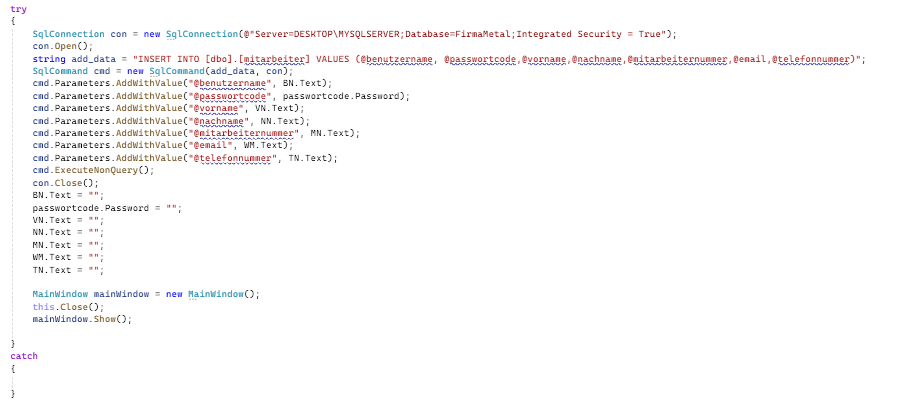 try
{
SqlConnection con = new SqlConnection(@"Server=DESKTOP\MYSQLSERVER;Database=FirmaMetal;Integrated Security = True");
con.Open();
string add_data = "INSERT INTO [dbo].[mitarbeiter] VALUES (@benutzername, @passwortcode,@vorname,@nachname,@mitarbeiternummer,@email,@telefonnummer)";
SqlCommand cmd = new SqlCommand(add_data, con);
cmd.Parameters.AddWithValue("@benutzername", BN.Text);
cmd.Parameters.AddWithValue("@passwortcode", passwortcode.Password);
cmd.Parameters.AddWithValue("@vorname", VN.Text);
cmd.Parameters.AddWithValue("@nachname", NN.Text);
cmd.Parameters.AddWithValue("@mitarbeiternummer", MN.Text);
cmd.Parameters.AddWithValue("@email", WM.Text);
cmd.Parameters.AddWithValue("@telefonnummer", TN.Text);
cmd.ExecuteNonQuery();
con.Close();
BN.Text = "";
passwortcode.Password = "";
VN.Text = "";
NN.Text = "";
MN.Text = "";
WM.Text = "";
TN.Text = "";
MainWindow mainWindow = new MainWindow();
this.Close();
mainWindow.Show();
}
catch
{
}